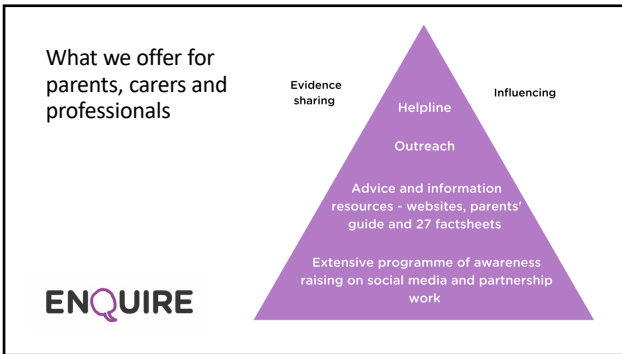 What we offer for
parents, carers and
professionals
Evidence
sharing
Influencing
Helpline
Outreach
Advice and information
resources - websites, parents'
guide and 27 factsheets
Extensive programme of awareness
raising on social media and partnership
work
ENQUIRE